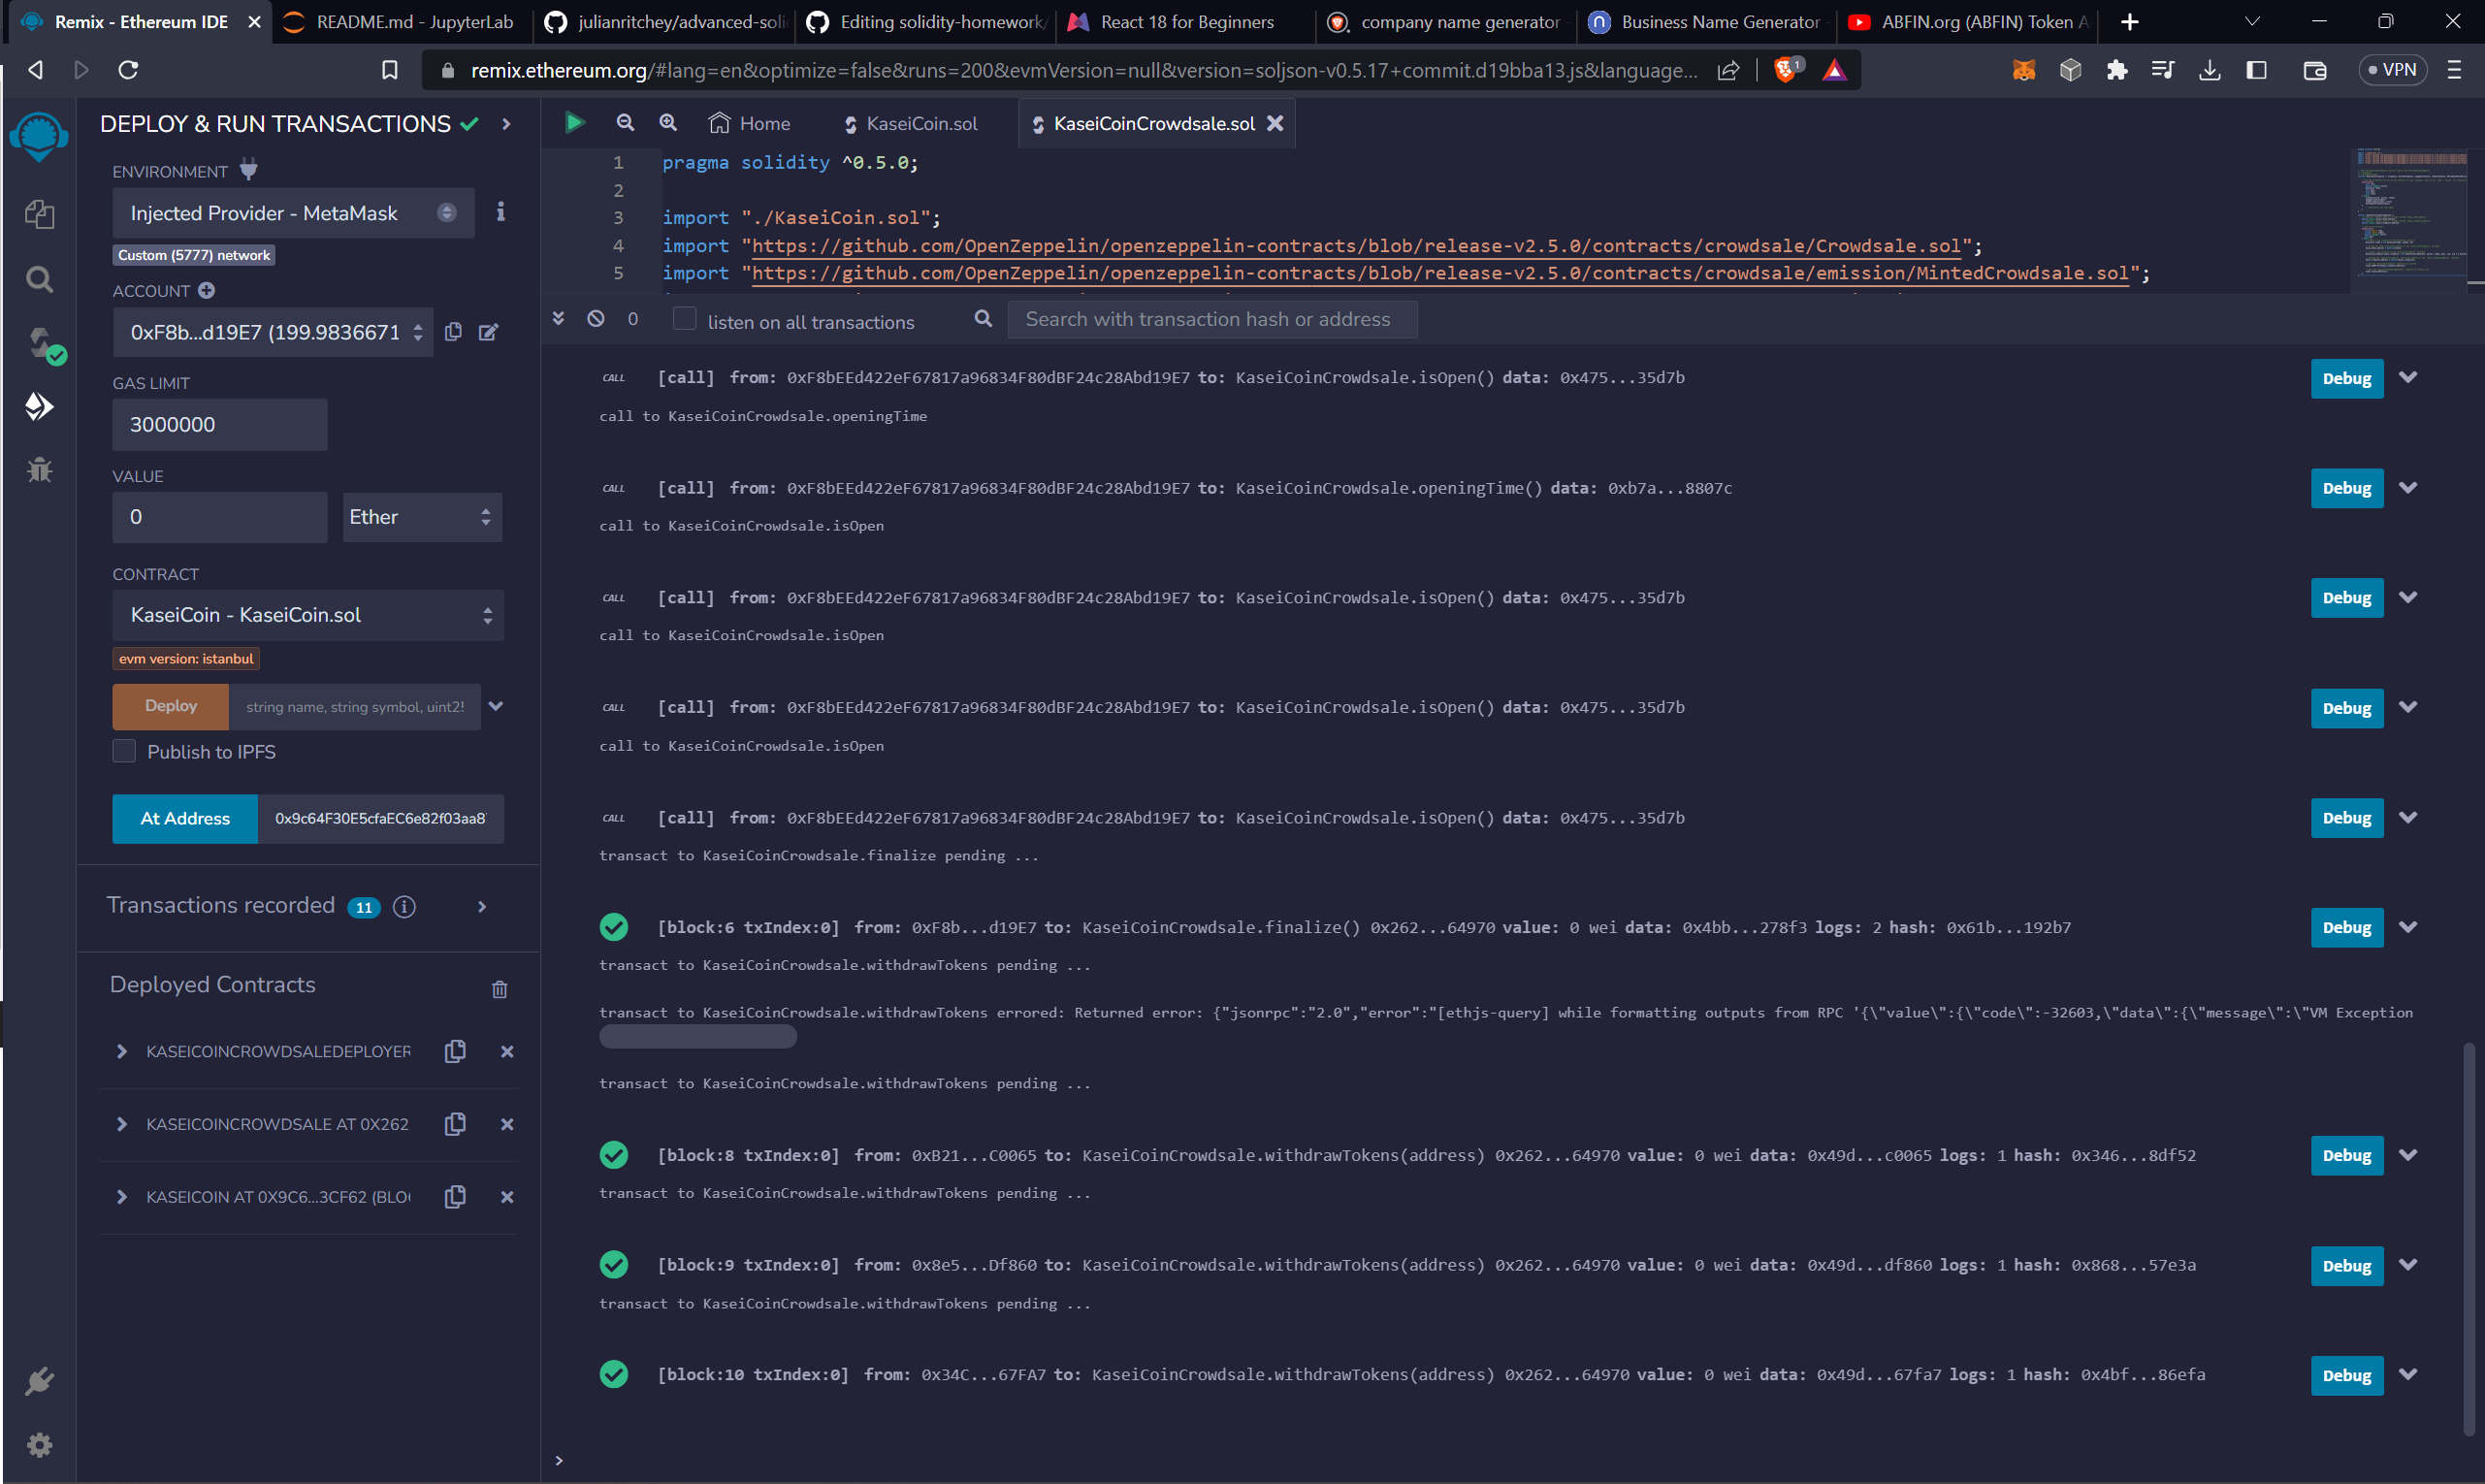 Remix - Ethereum IDE
README.md - JupyterLab
julianritchey/advanced-soli
Editing solidity-homework/
React 18 for Beginners
company name generator
Business Name Generator
ABFIN.org (ABFIN) Token A
remix.ethereum.org/#lang=en&optimize=false&runs=200&evmVersion=null&version=soljson-v0.5.17+commit.d19bba13.js&language...
1
VPN
DEPLOY & RUN TRANSACTIONS
ENVIRONMENT
Injected Provider - MetaMask
Custom (5777) network
ACCOUNT
0xF8b...d19E7 (199.9836671
GAS LIMIT
3000000
VALUE
0
Ether
CONTRACT
KaseiCoin - KaseiCoin.sol
evm version: istanbul
Deploy
string name, string symbol, uint25
Publish to IPFS
At Address
0x9c64F30E5cfaEC6e82f03aa8
Transactions recorded 11
Deployed Contracts
KASEICOINCROWDSALEDEPLOYER
KASEICOINCROWDSALE AT 0X262
KASEICOIN AT 0X9C6...3CF62 (BLO
Home
KaseiCoin.sol
KaseiCoinCrowdsale.sol
1 pragma solidity ^0.5.0;
2
3 import "./KaseiCoin.sol";
4 import "https://github.com/OpenZeppelin/openzeppelin-contracts/blob/release-v2.5.0/contracts/crowdsale/Crowdsale.sol";
5 import "https://github.com/OpenZeppelin/openzeppelin-contracts/blob/release-v2.5.0/contracts/crowdsale/emission/MintedCrowdsale.sol";
0
listen on all transactions
Search with transaction hash or address
CALL [call] from: 0xF8bEEd422eF67817a96834F80dBF24c28Abd19E7 to: KaseiCoinCrowdsale.isOpen() data: 0x475...35d7b Debug
call to KaseiCoinCrowdsale.openingTime
CALL [call] from: 0xF8bEEd422eF67817a96834F80dBF24c28Abd19E7 to: KaseiCoinCrowdsale.openingTime() data: 0xb7a...8807c Debug
call to KaseiCoinCrowdsale.isOpen
CALL [call] from: 0xF8bEEd422eF67817a96834F80dBF24c28Abd19E7 to: KaseiCoinCrowdsale.isOpen() data: 0x475...35d7b Debug
call to KaseiCoinCrowdsale.isOpen
CALL [call] from: 0xF8bEEd422eF67817a96834F80dBF24c28Abd19E7 to: KaseiCoinCrowdsale.isOpen() data: 0x475...35d7b Debug
call to KaseiCoinCrowdsale.isOpen
CALL [call] from: 0xF8bEEd422eF67817a96834F80dBF24c28Abd19E7 to: KaseiCoinCrowdsale.isOpen() data: 0x475...35d7b Debug
transact to KaseiCoinCrowdsale.finalize pending ...
[block:6 txIndex:0] from: 0xF8b...d19E7 to: KaseiCoinCrowdsale.finalize() 0x262...64970 value: 0 wei data: 0x4bb...278f3 logs: 2 hash: 0x61b...192b7 Debug
transact to KaseiCoinCrowdsale.withdrawTokens pending ...
transact to KaseiCoinCrowdsale.withdrawTokens errored: Returned error: {"jsonrpc":"2.0","error":"[ethjs-query] while formatting outputs from RPC '{\"value\":{\"code\":-32603,\"data\":{\"message\":\"VM Exception
transact to KaseiCoinCrowdsale.withdrawTokens pending ...
[block:8 txIndex:0] from: 0xB21...C0065 to: KaseiCoinCrowdsale.withdrawTokens(address) 0x262...64970 value: 0 wei data: 0x49d...c0065 logs: 1 hash: 0x346...8df52 Debug
transact to KaseiCoinCrowdsale.withdrawTokens pending ...
[block:9 txIndex:0] from: 0x8e5...Df860 to: KaseiCoinCrowdsale.withdrawTokens(address) 0x262...64970 value: 0 wei data: 0x49d...df860 logs: 1 hash: 0x868...57e3a Debug
transact to KaseiCoinCrowdsale.withdrawTokens pending ...
[block:10 txIndex:0] from: 0x34C...67FA7 to: KaseiCoinCrowdsale.withdrawTokens(address) 0x262...64970 value: 0 wei data: 0x49d...67fa7 logs: 1 hash: 0x4bf...86efa Debug
>